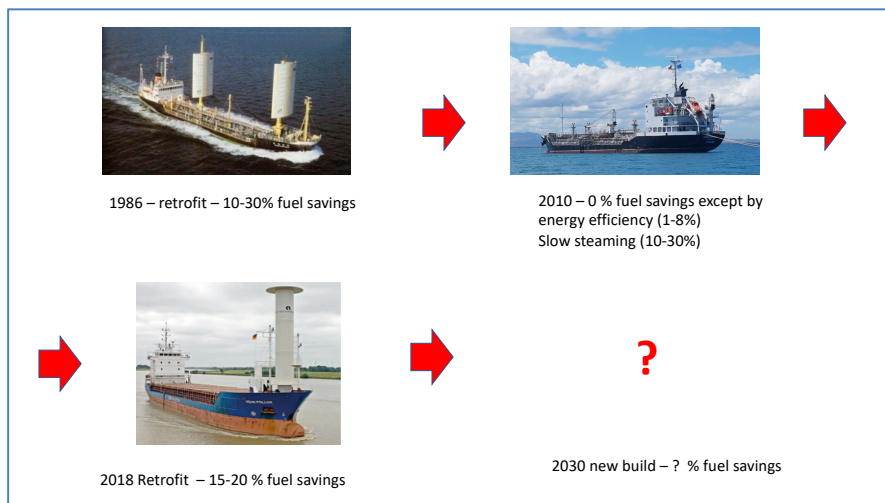 1986 – retrofit – 10-30% fuel savings
2010 – 0 % fuel savings except by
energy efficiency (1-8%)
Slow steaming (10-30%)
?
2018 Retrofit – 15-20 % fuel savings
2030 new build – ? % fuel savings